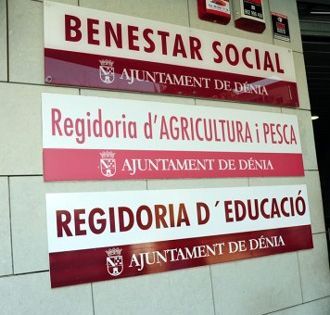 BENESTAR SOCIAL
AJUNTAMENT DE DÉNIA
Regidoria d'AGRICULTURA i PESCA
AJUNTAMENT DE DÉNIA
REGIDORIA D´EDUCACIÓ
AJUNTAMENT DE DÉNIA